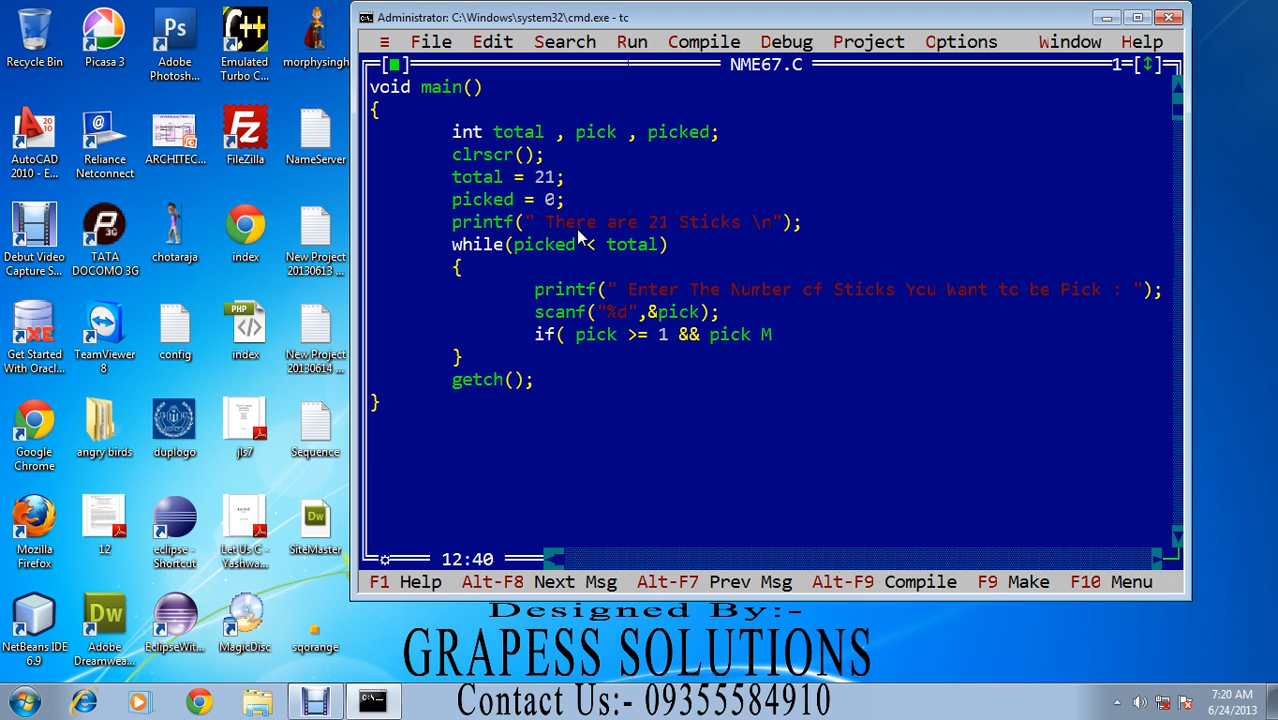 Administrator: C:\Windows\system32\cmd.exe - tc
≡ File Edit Search Run Compile Debug Project Options Window Help
[■] NME67.C 1=[↕]
void main()
{
int total , pick , picked;
clrscr();
total = 21;
picked = 0;
printf(" There are 21 Sticks \n");
while(picked < total)
{
printf(" Enter The Number of Sticks You Want to be Pick : ");
scanf("%d",&pick);
if( pick >= 1 && pick M
}
getch();
}
12:40
F1 Help Alt-F8 Next Msg Alt-F7 Prev Msg Alt-F9 Compile F9 Make F10 Menu
Recycle Bin
Picasa 3
Adobe Photosh...
Emulated Turbo C...
morphysingh
AutoCAD 2010 - E...
Reliance Netconnect
ARCHITEC...
FileZilla
NameServer
Debut Video Capture S...
TATA DOCOMO 3G
chotaraja
index
New Project 20130613 ...
Get Started With Oracl...
TeamViewer 8
config
index
New Project 20130614 ...
Google Chrome
angry birds
duplogo
jls7
Sequence
Mozilla Firefox
12
eclipse - Shortcut
Let Us C - Yashwa...
SiteMaster
NetBeans IDE 6.9
Adobe Dreamwea...
EclipseWit...
MagicDisc
sqorange
Designed By:-
GRAPESS SOLUTIONS
Contact Us:- 09355584910
7:20 AM
6/24/2013